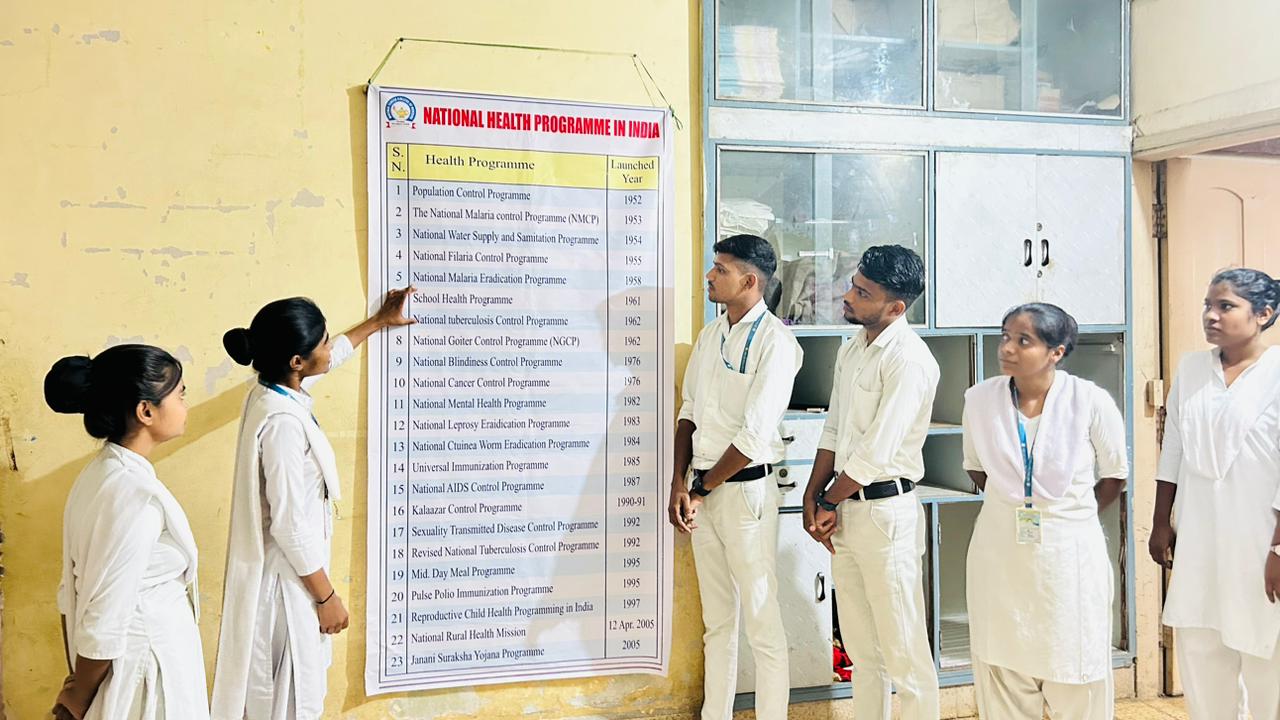 NATIONAL HEALTH PROGRAMME IN INDIA
S. N. Health Programme Launched Year
1 Population Control Programme 1952
2 The National Malaria control Programme (NMCP) 1953
3 National Water Supply and Samitation Programme 1954
4 National Filaria Control Programme 1955
5 National Malaria Eradication Programme 1958
School Health Programme 1961
National tuberculosis Control Programme 1962
8 National Goiter Control Programme (NGCP) 1962
9 National Blindness Control Programme 1976
10 National Cancer Control Programme 1976
11 National Mental Health Programme 1982
12 National Leprosy Eraidication Programme 1983
13 National Ctuinea Worm Eradication Programme 1984
14 Universal Immunization Programme 1985
15 National AIDS Control Programme 1987
16 Kalaazar Control Programme 1990-91
17 Sexuality Transmitted Disease Control Programme 1992
18 Revised National Tuberculosis Control Programme 1992
19 Mid. Day Meal Programme 1995
20 Pulse Polio Immunization Programme 1995
21 Reproductive Child Health Programming in India 1997
22 National Rural Health Mission 12 Apr. 2005
23 Janani Suraksha Yojana Programme 2005